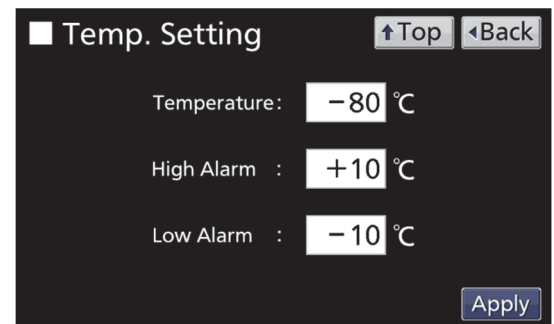 ■ Temp. Setting ↑Top ◂Back
Temperature: −80 ℃
High Alarm : +10 ℃
Low Alarm : −10 ℃
Apply